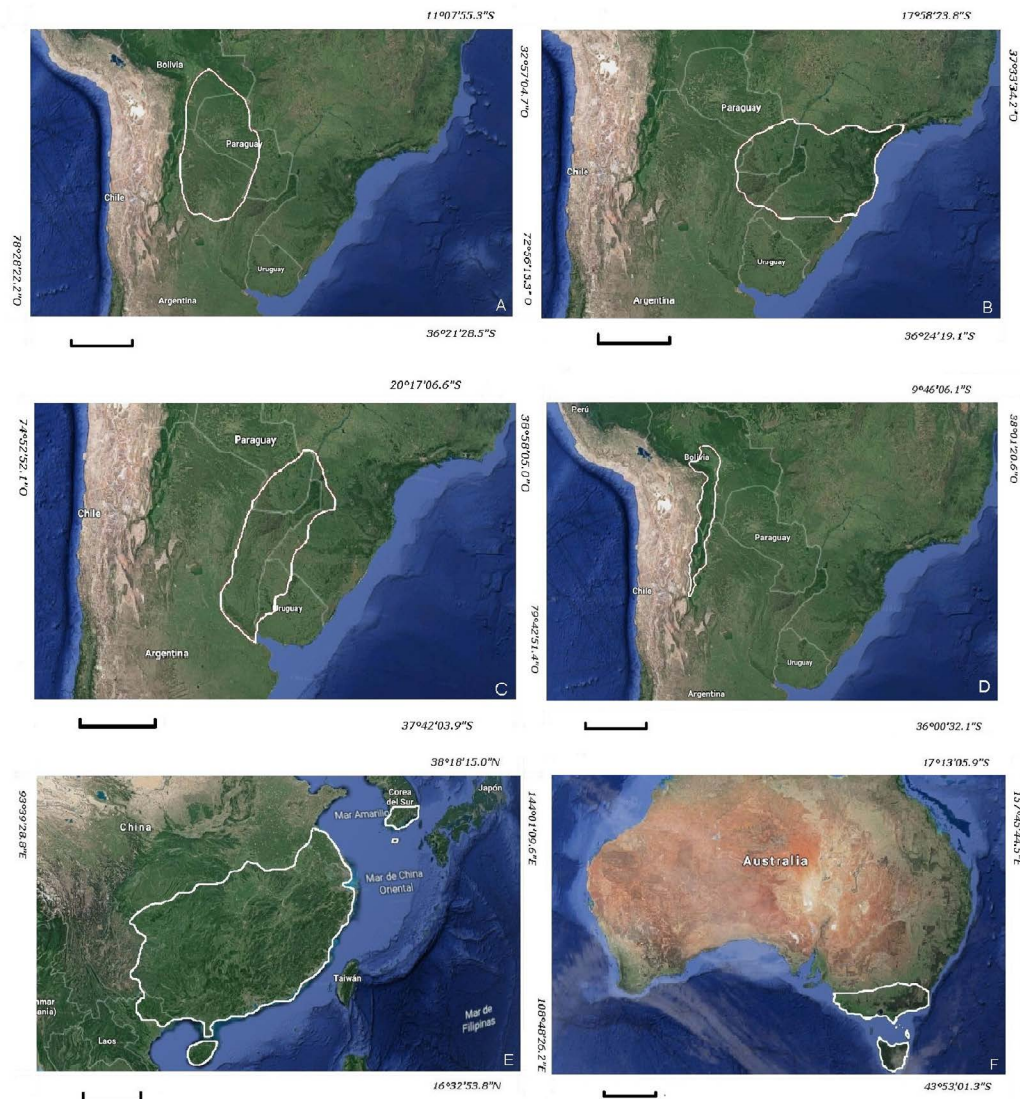 11°07'55.3"S
Bolivia
Paraguay
Chile
Uruguay
Argentina
A
32°57'04.7"O
78°28'22.2"O
36°21'28.5"S
17°58'23.8"S
Paraguay
Chile
Uruguay
Argentina
B
37°33'34.2"O
72°56'13.3"O
36°24'19.1"S
20°17'06.6"S
74°52'52.1"O
Paraguay
Chile
Uruguay
Argentina
C
38°58'05.0"O
37°42'03.9"S
9°46'06.1"S
Perú
Bolivia
Paraguay
Chile
Uruguay
Argentina
D
38°01'20.6"O
79°42'51.4"O
36°00'32.1"S
38°18'15.0"N
93°39'28.8"E
China
Corea
del Sur
Japón
Mar Amarillo
Mar de China
Oriental
Taiwán
Mar de
Filipinas
Laos
E
144°01'09.6"E
16°32'53.8"N
17°13'05.9"S
Australia
F
108°48'26.2"E
43°53'01.3"S